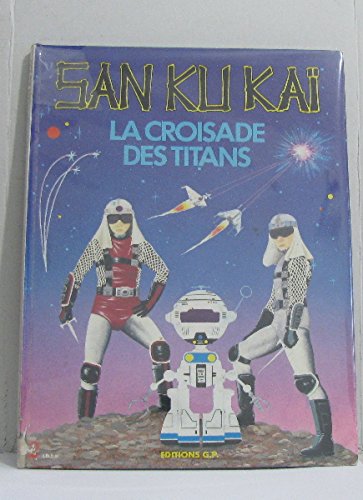 SAN KU KAÏ
LA CROISADE
DES TITANS
EDITIONS G.P.